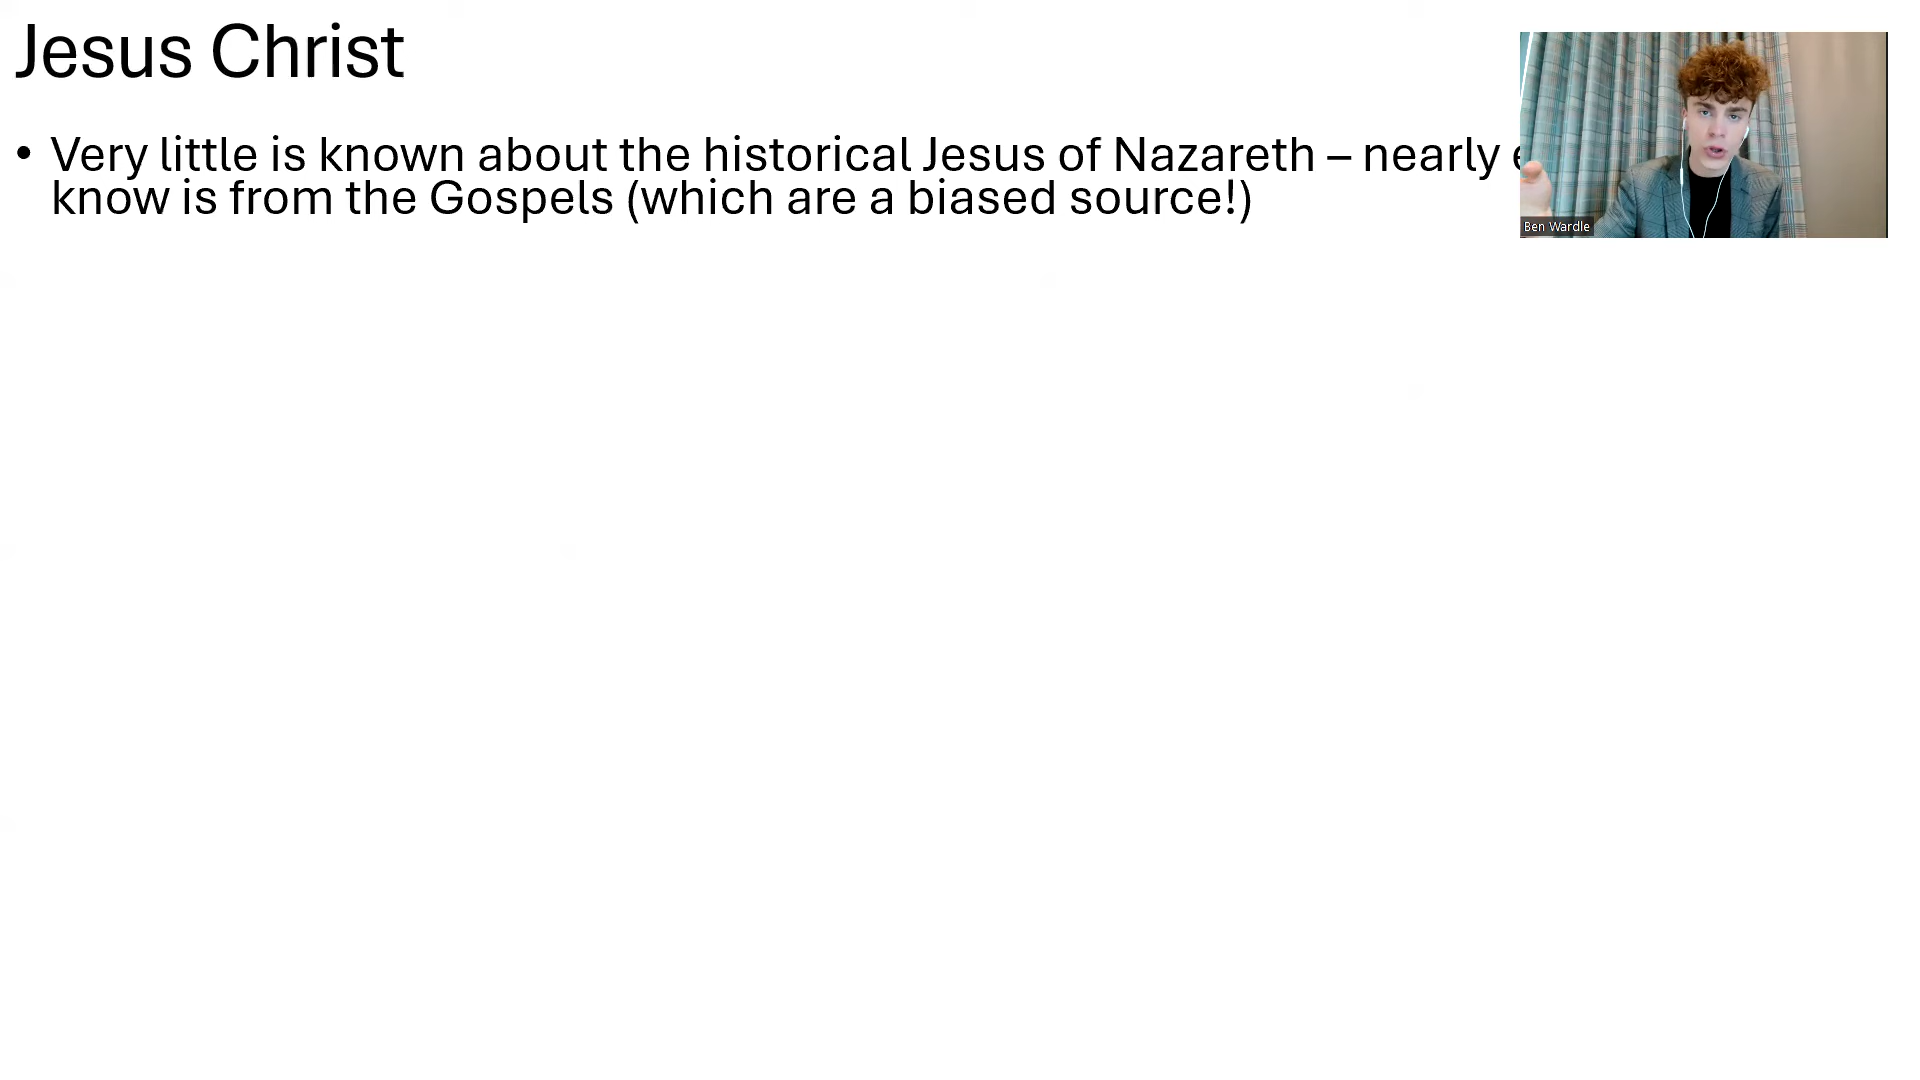 Jesus Christ
• Very little is known about the historical Jesus of Nazareth – nearly
know is from the Gospels (which are a biased source!)
Ben Wardle